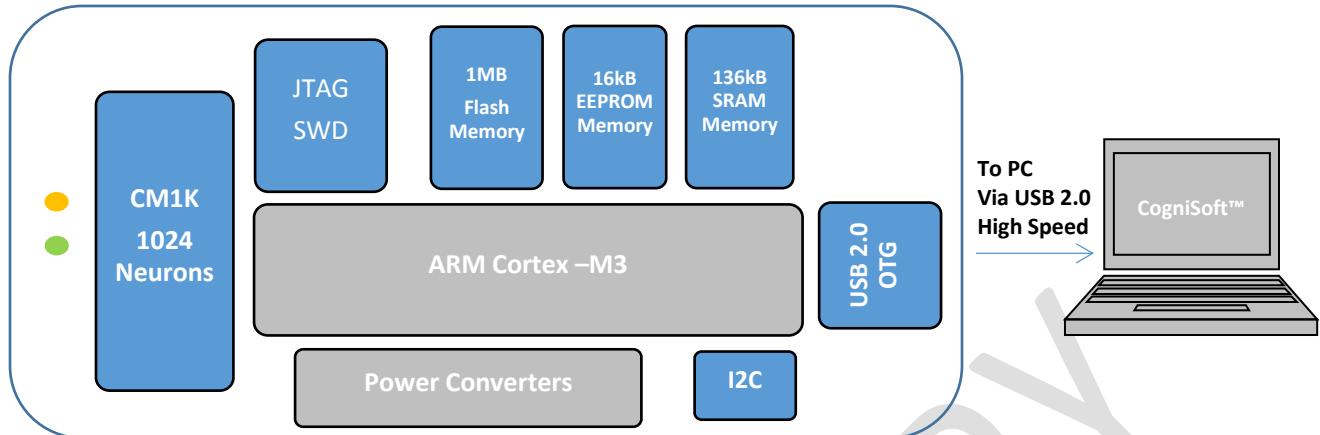 JTAG
SWD
1MB
Flash
Memory
16kB
EEPROM
Memory
136kB
SRAM
Memory
CM1K
1024
Neurons
ARM Cortex –M3
USB 2.0
OTG
To PC
Via USB 2.0
High Speed
CogniSoft™
Power Converters
I2C